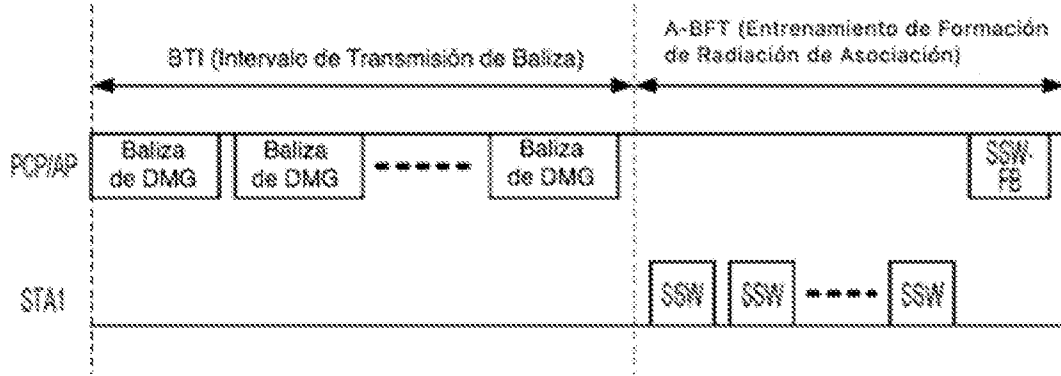 BTI (Intervalo de Transmisión de Baliza)
A-BFT (Entrenamiento de Formación
de Radiación de Asociación)
PCP/AP
Baliza
de DMG
Baliza
de DMG
Baliza
de DMG
SSW-
FB
STA1
SSW
SSW
SSW